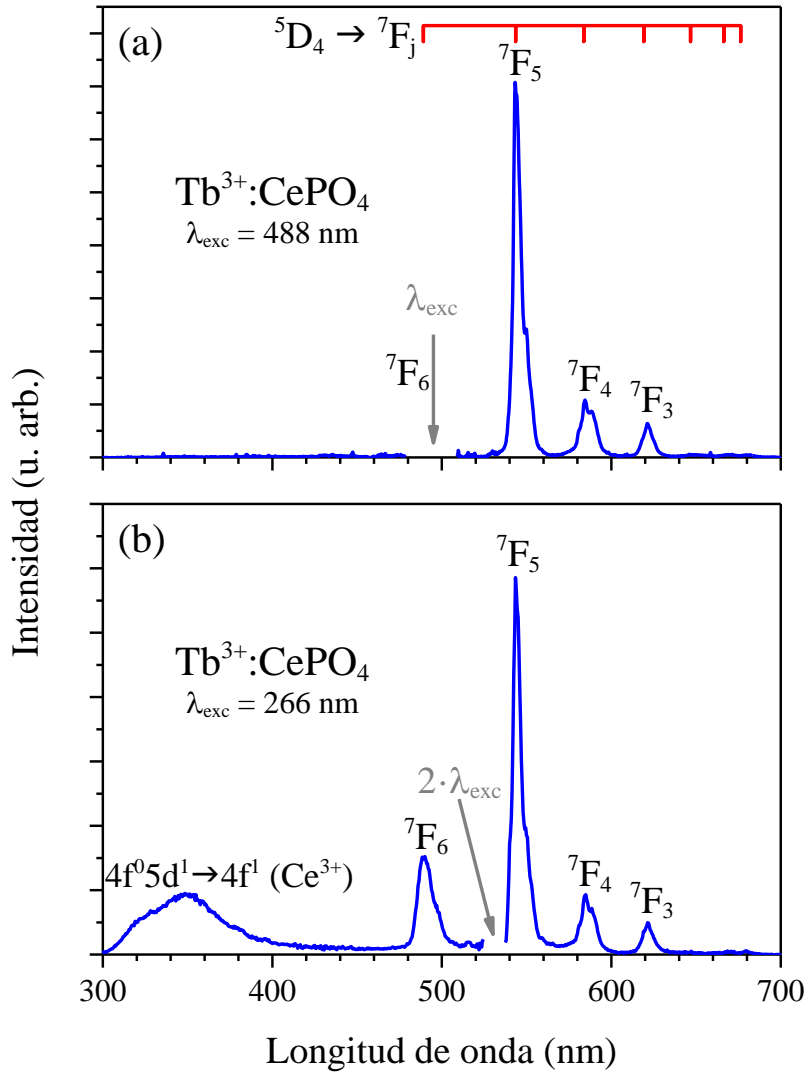 (a)
⁵D₄ → ⁷Fⱼ
⁷F₅
Tb³⁺:CePO₄
λexc = 488 nm
λexc
⁷F₆
⁷F₄
⁷F₃
Intensidad (u. arb.)
(b)
⁷F₅
Tb³⁺:CePO₄
λexc = 266 nm
2·λexc
⁷F₆
4f⁰5d¹→4f¹ (Ce³⁺)
⁷F₄
⁷F₃
300 400 500 600 700
Longitud de onda (nm)